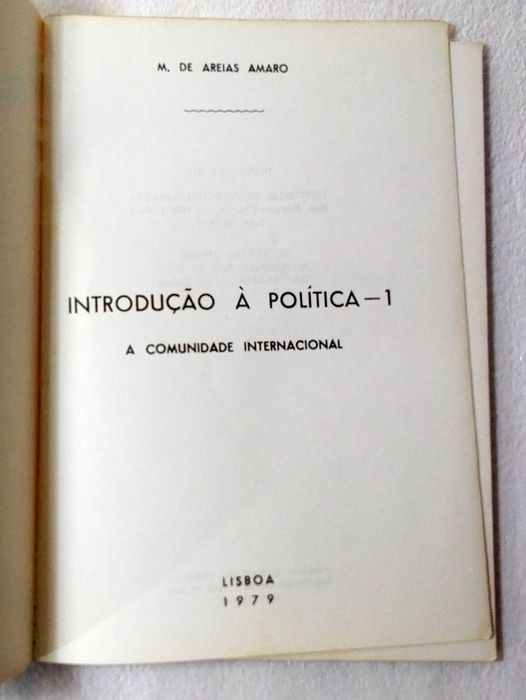 M. DE AREIAS AMARO
INTRODUÇÃO À POLÍTICA — 1
A COMUNIDADE INTERNACIONAL
LISBOA
1979